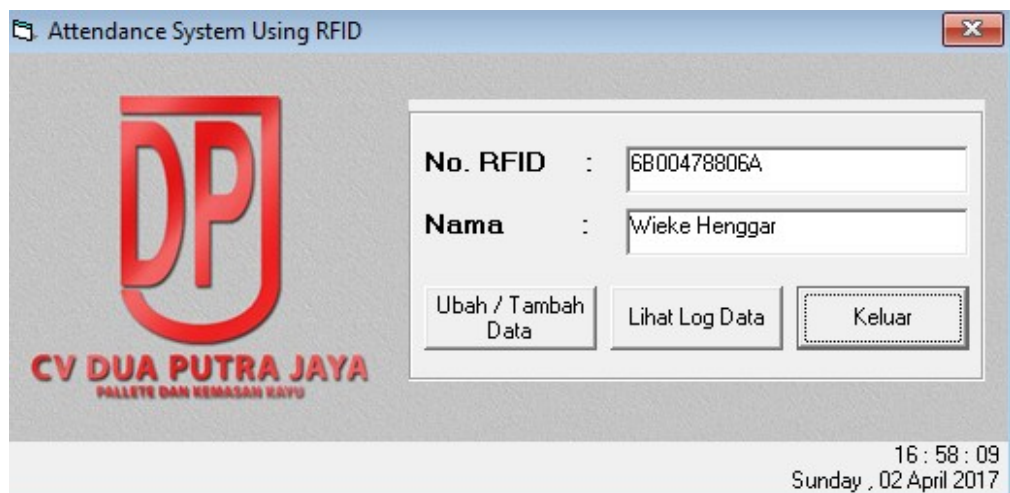 Attendance System Using RFID
DP
CV DUA PUTRA JAYA
PALLETE DAN KEMASAN KAYU
No. RFID : 6B00478806A
Nama : Wieke Henggar
Ubah / Tambah
Data
Lihat Log Data
Keluar
16 : 58 : 09
Sunday , 02 April 2017